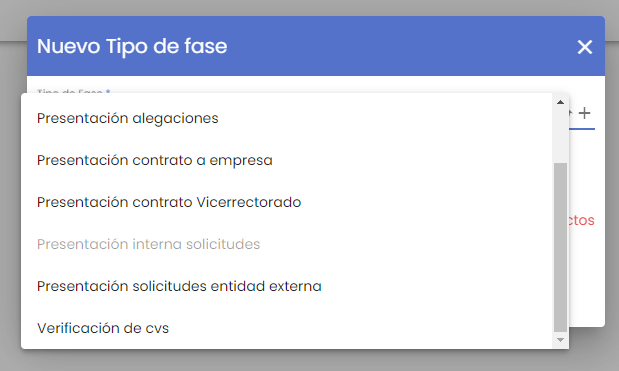 Nuevo Tipo de fase
Tipo de Fase *
Presentación alegaciones
Presentación contrato a empresa
Presentación contrato Vicerrectorado
Presentación interna solicitudes
Presentación solicitudes entidad externa
Verificación de cvs